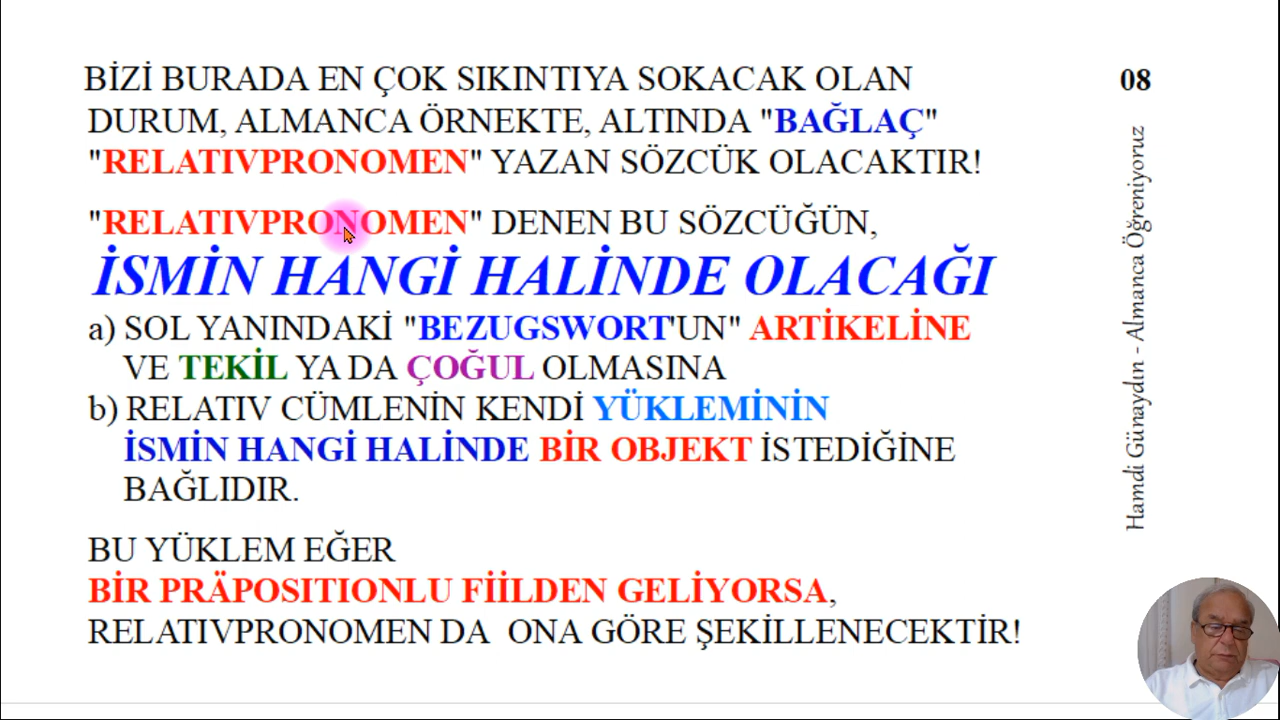 BİZİ BURADA EN ÇOK SIKINTIYA SOKACAK OLAN
DURUM, ALMANCA ÖRNEKTE, ALTINDA "BAĞLAÇ"
"RELATIVPRONOMEN" YAZAN SÖZCÜK OLACAKTIR!
"RELATIVPRONOMEN" DENEN BU SÖZCÜĞÜN,
İSMİN HANGİ HALİNDE OLACAĞI
a) SOL YANINDAKİ "BEZUGSWORT'UN" ARTİKELİNE
VE TEKİL YA DA ÇOĞUL OLMASINA
b) RELATIV CÜMLENİN KENDİ YÜKLEMİNİN
İSMİN HANGİ HALİNDE BİR OBJEKT İSTEDİĞİNE
BAĞLIDIR.
BU YÜKLEM EĞER
BİR PRÄPOSITIONLU FİİLDEN GELİYORSA,
RELATIVPRONOMEN DA ONA GÖRE ŞEKİLLENECEKTİR!
08
Hamdi Günaydın - Almanca Öğreniyoruz